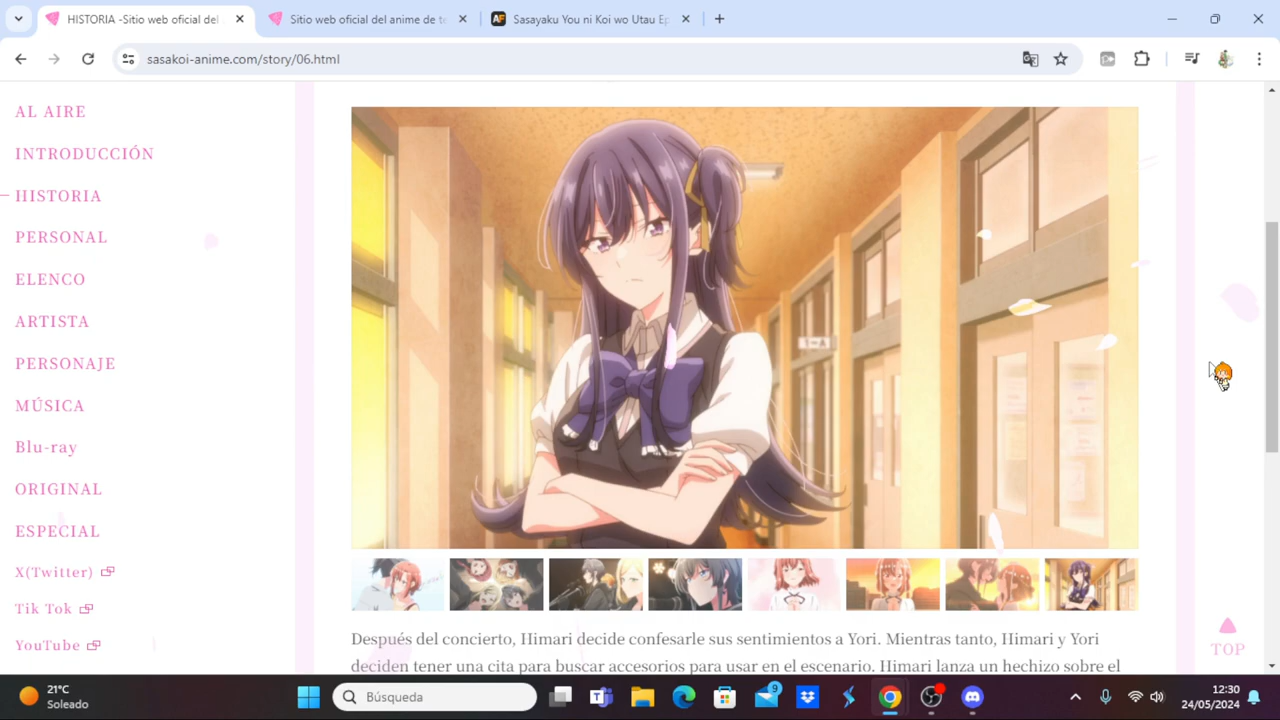 HISTORIA -Sitio web oficial del
Sitio web oficial del anime de te
Sasayaku You ni Koi wo Utau Ep
sasakoi-anime.com/story/06.html
AL AIRE
INTRODUCCIÓN
HISTORIA
PERSONAL
ELENCO
ARTISTA
PERSONAJE
MÚSICA
Blu-ray
ORIGINAL
ESPECIAL
X(Twitter)
Tik Tok
YouTube
1-A
Después del concierto, Himari decide confesarle sus sentimientos a Yori. Mientras tanto, Himari y Yori
deciden tener una cita para buscar accesorios para usar en el escenario. Himari lanza un hechizo sobre el
TOP
21°C
Soleado
Búsqueda
9
12:30
24/05/2024